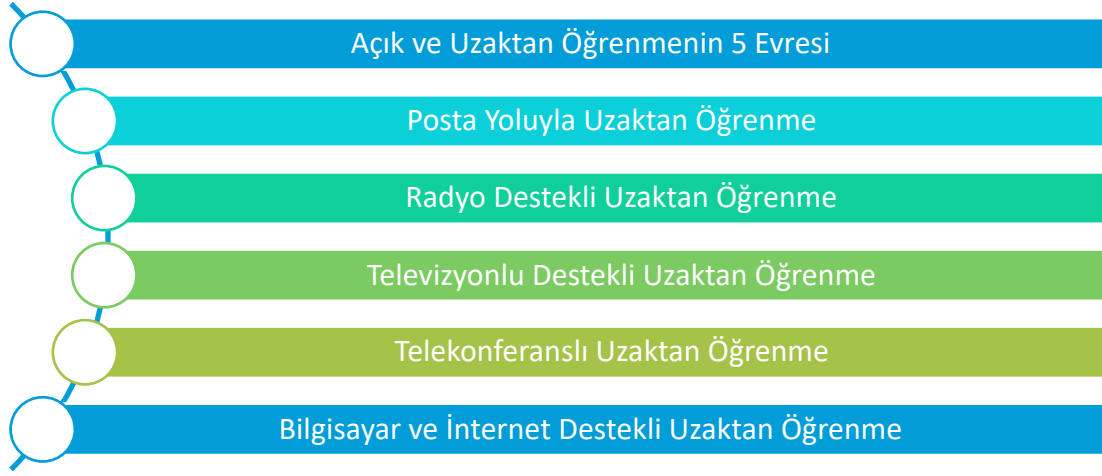 Açık ve Uzaktan Öğrenmenin 5 Evresi
Posta Yoluyla Uzaktan Öğrenme
Radyo Destekli Uzaktan Öğrenme
Televizyonlu Destekli Uzaktan Öğrenme
Telekonferanslı Uzaktan Öğrenme
Bilgisayar ve İnternet Destekli Uzaktan Öğrenme